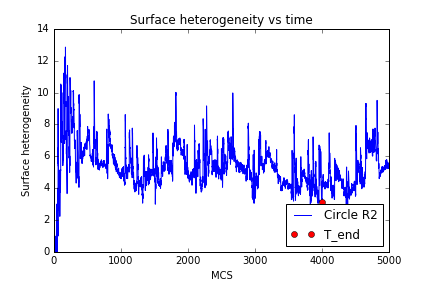 Surface heterogeneity vs time
14
12
10
8
6
4
2
0
Surface heterogeneity
Circle R2
T_end
0 1000 2000 3000 4000 5000
MCS